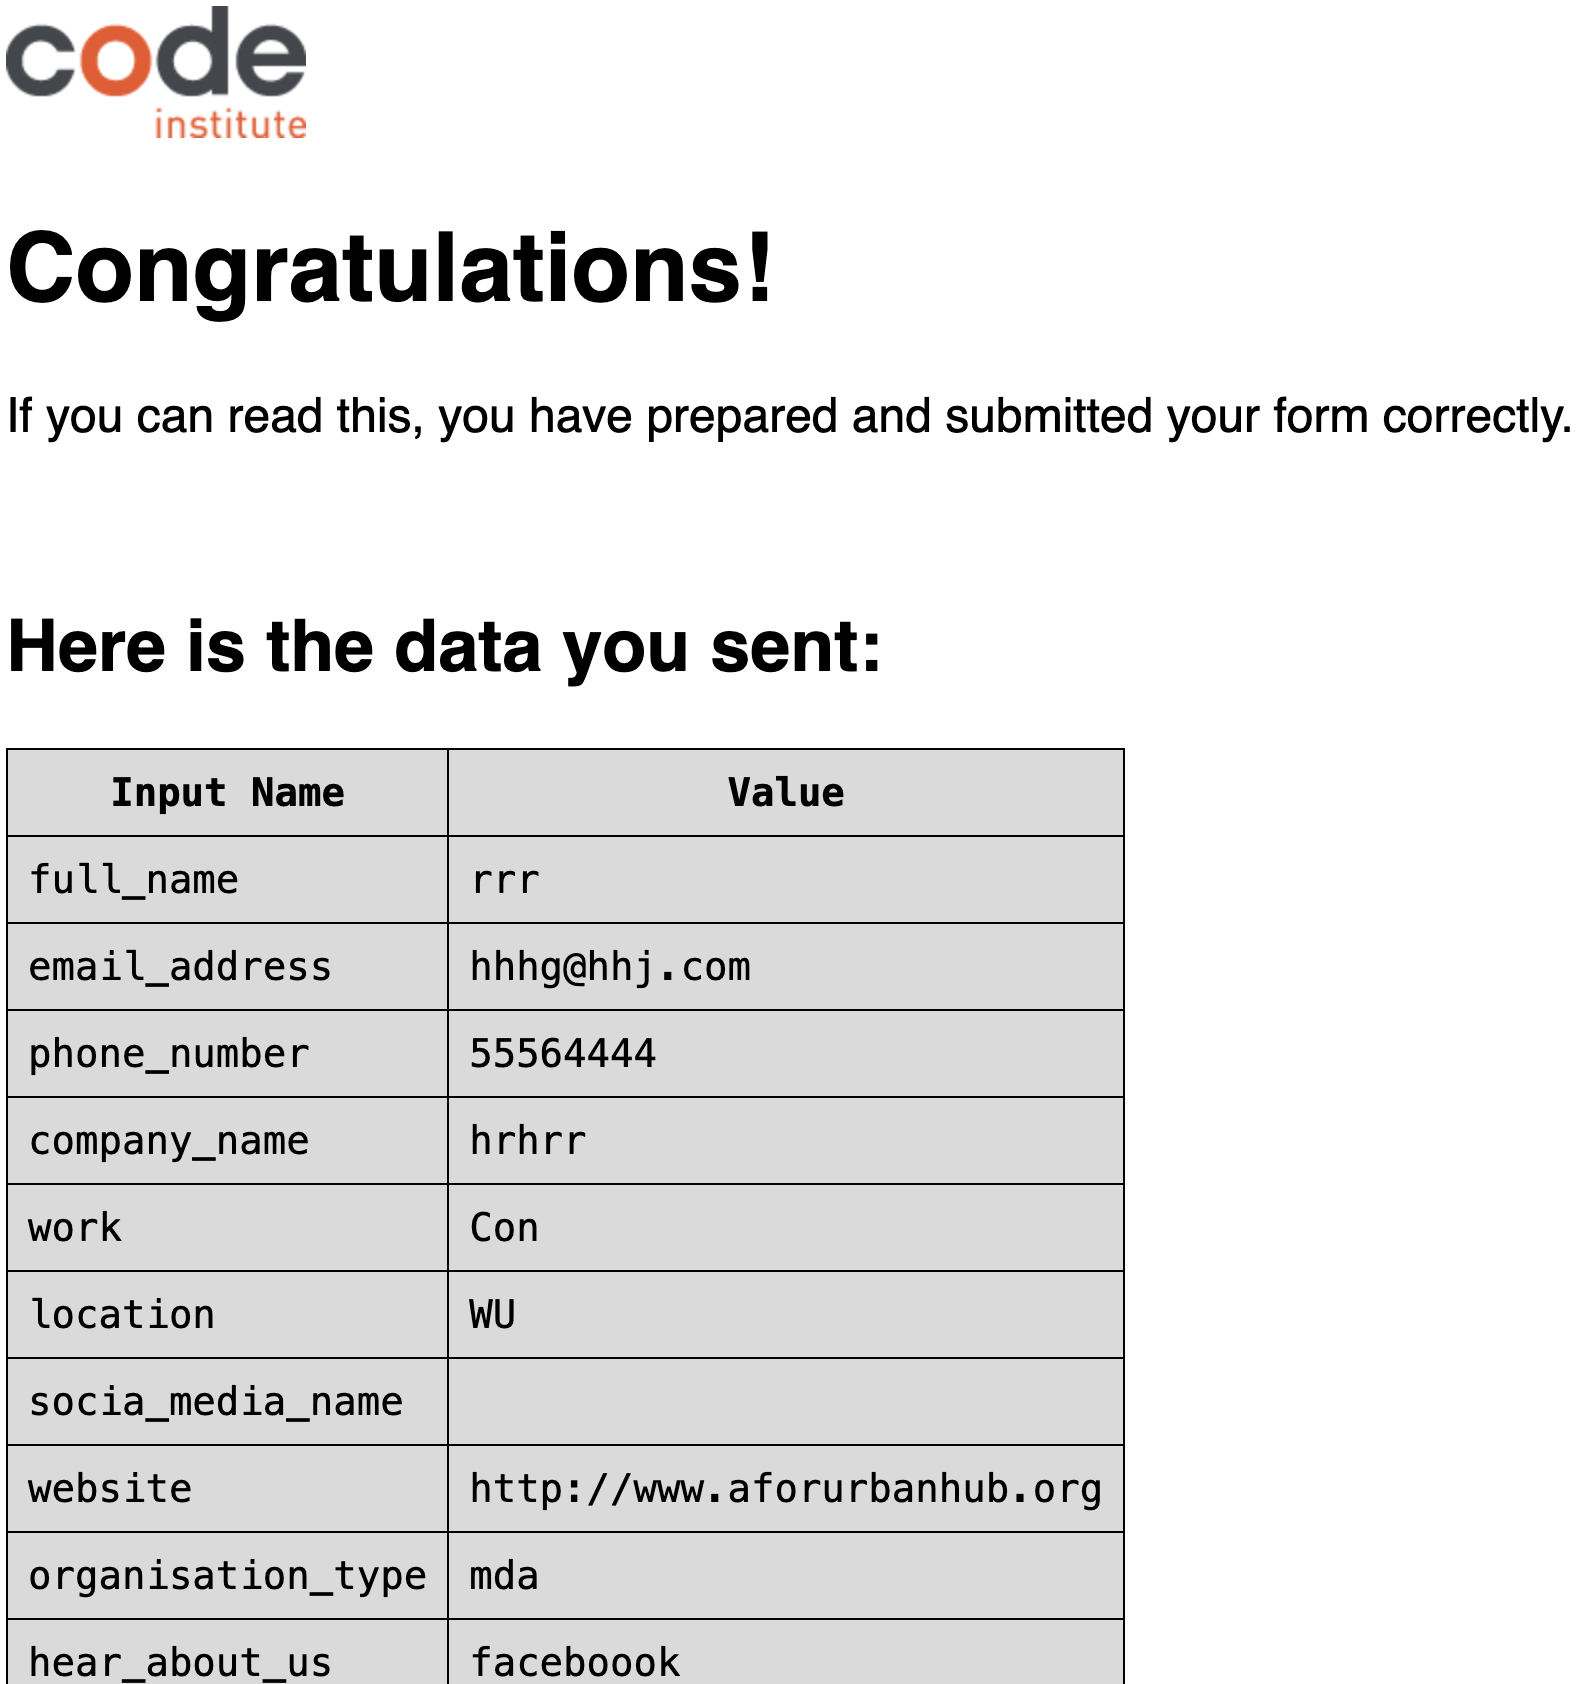 code
institute
Congratulations!
If you can read this, you have prepared and submitted your form correctly.
Here is the data you sent:
Input Name Value
full_name rrr
email_address hhhg@hhj.com
phone_number 55564444
company_name hrhrr
work Con
location WU
socia_media_name
website http://www.aforurbanhub.org
organisation_type mda
hear_about_us faceboook